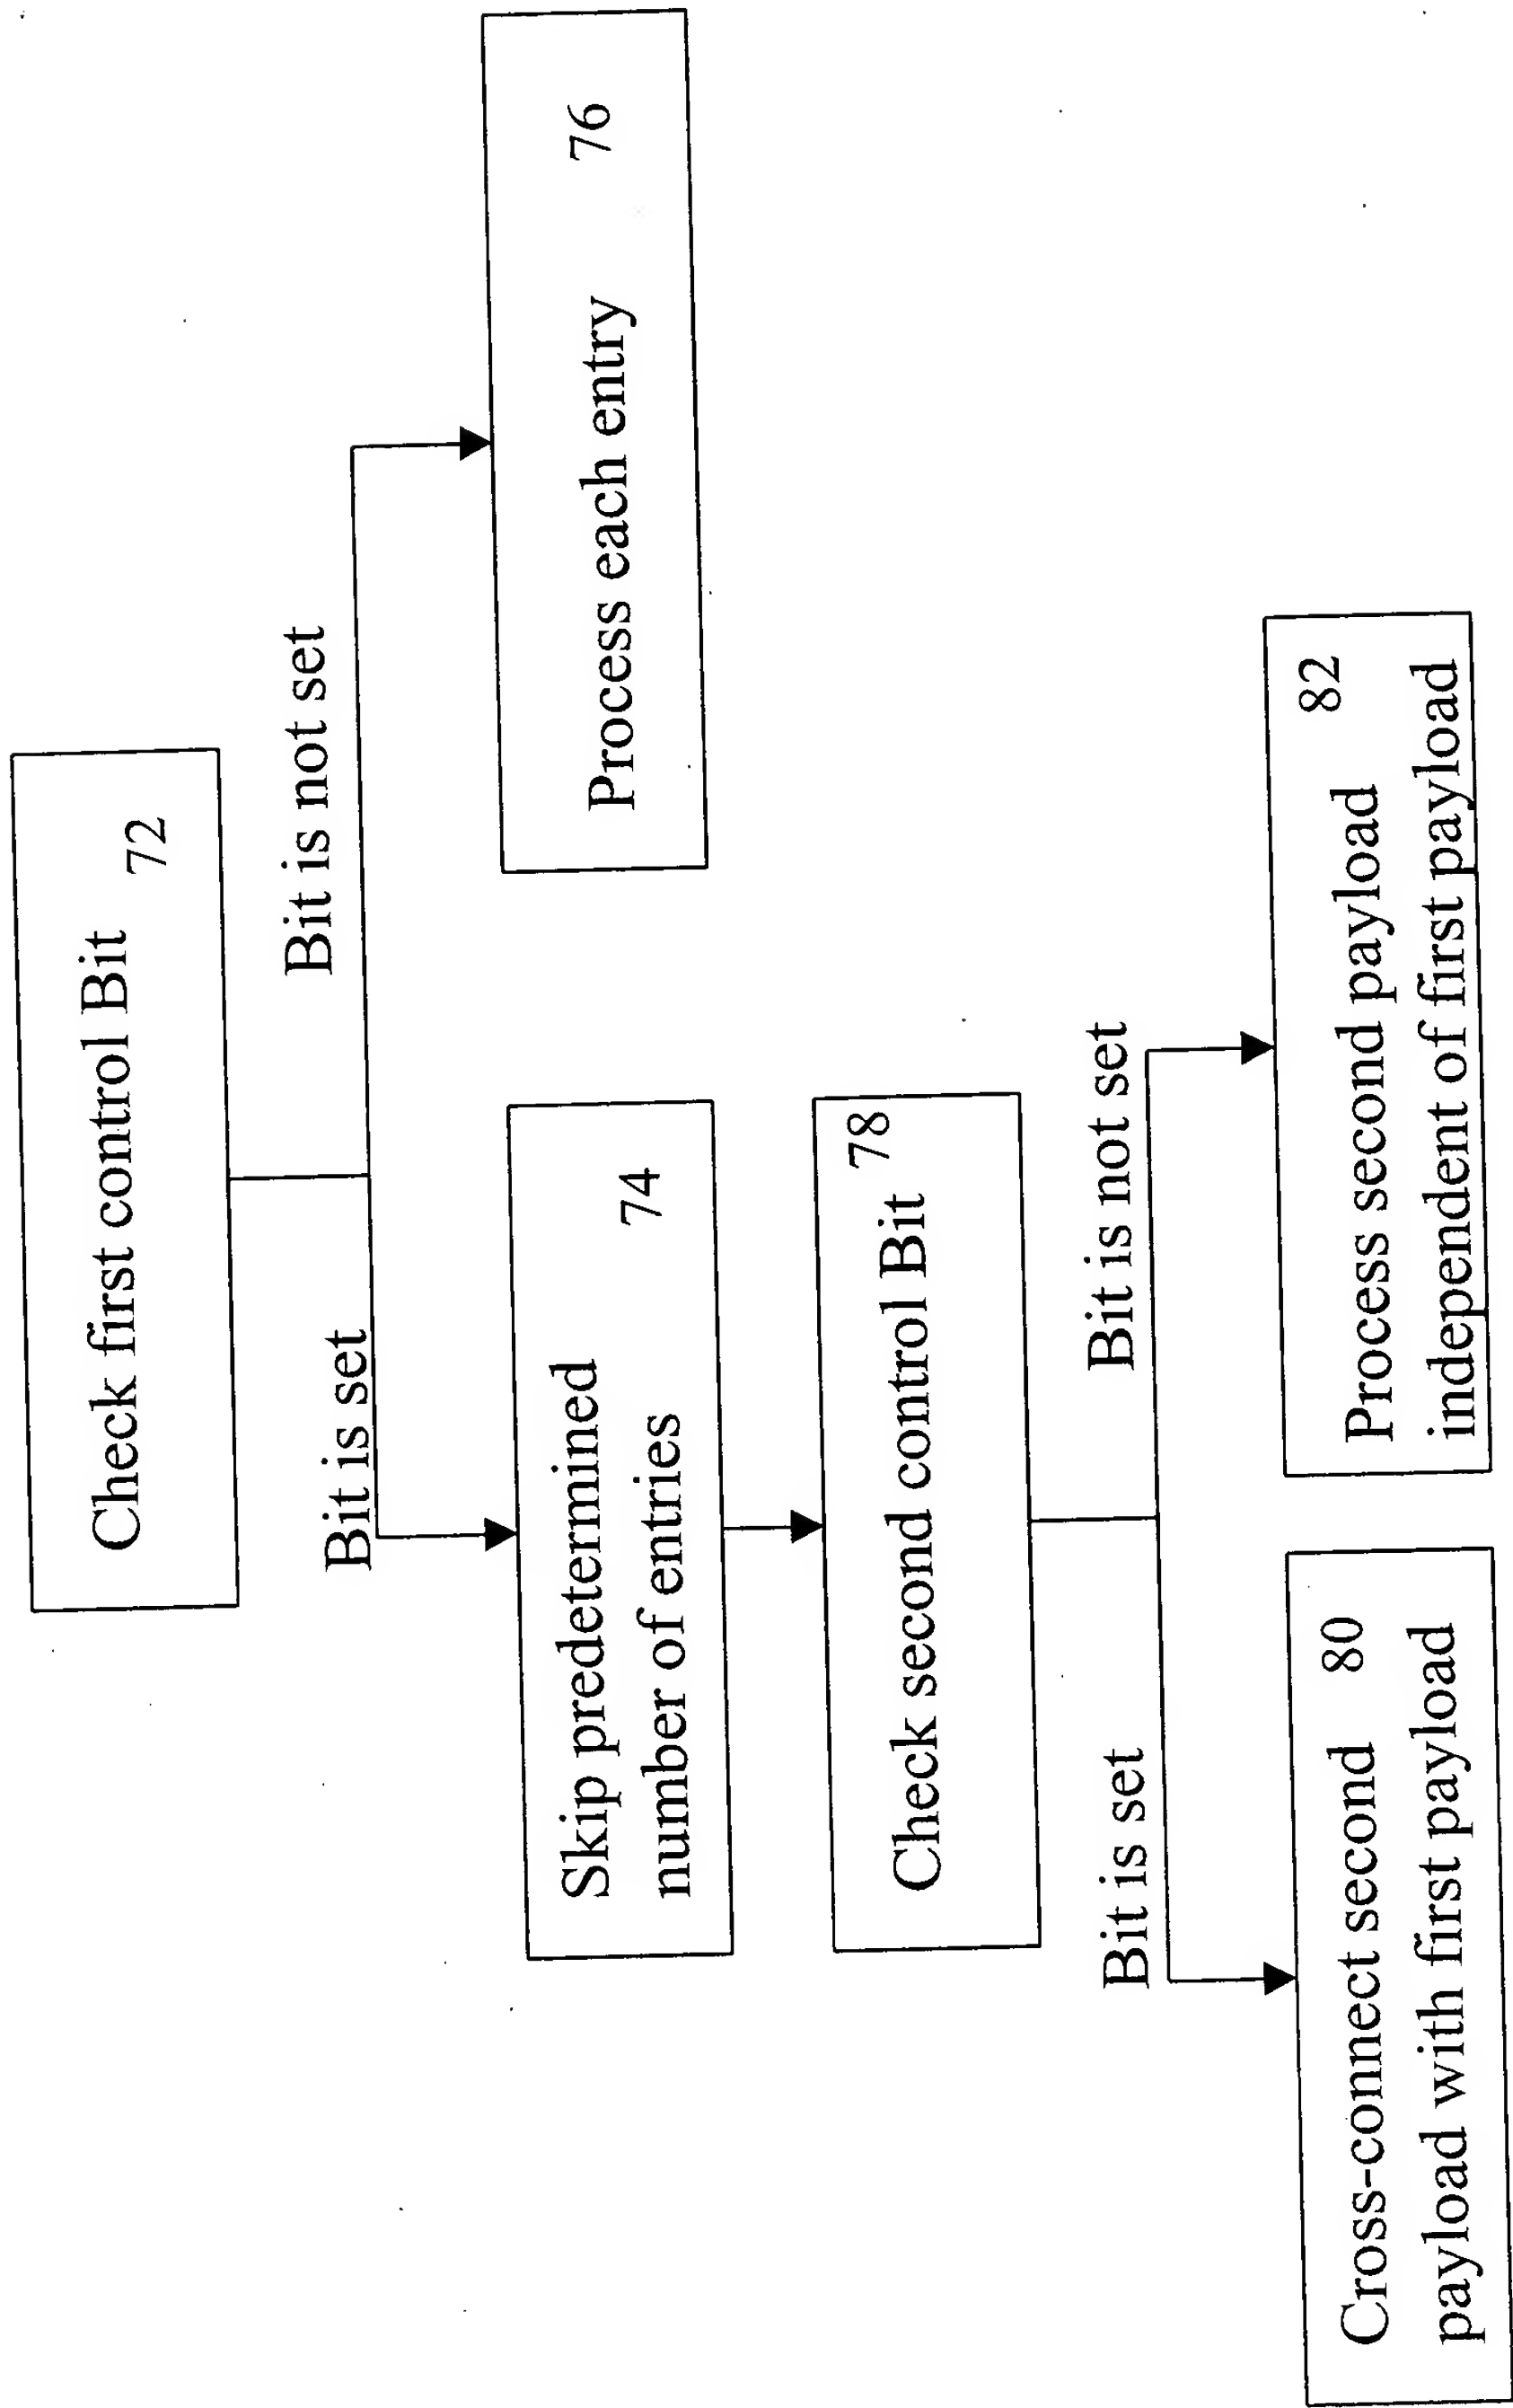 Check first control Bit
72
Bit is set
Bit is not set
Skip predetermined
number of entries
74
Process each entry
76
Check second control Bit
78
Bit is set
Bit is not set
Cross-connect second
80
payload with first payload
Process second payload
82
independent of first payload